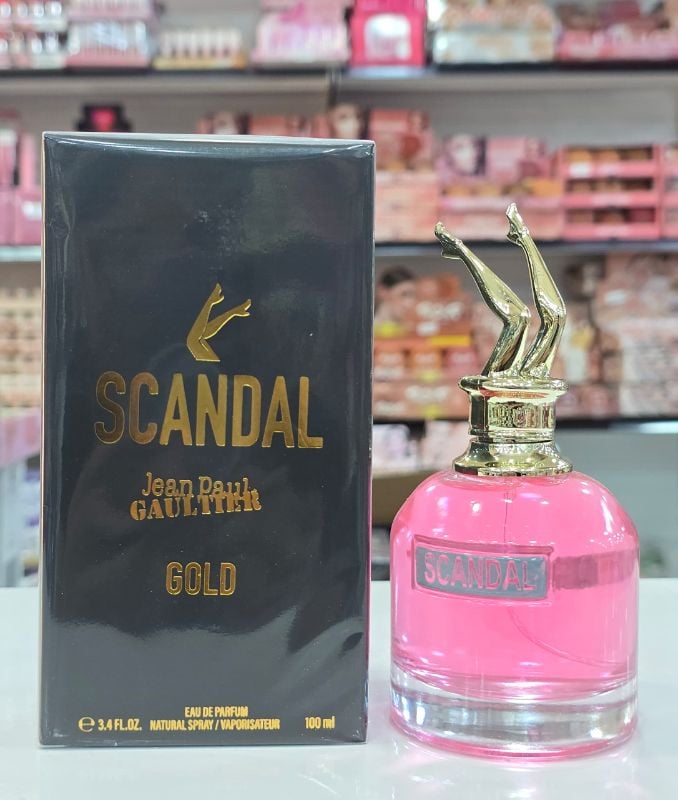 SCANDAL
Jean Paul
GAULTIER
GOLD
EAU DE PARFUM
℮ 3.4 FL.OZ. NATURAL SPRAY / VAPORISATEUR 100 ml
SCANDAL